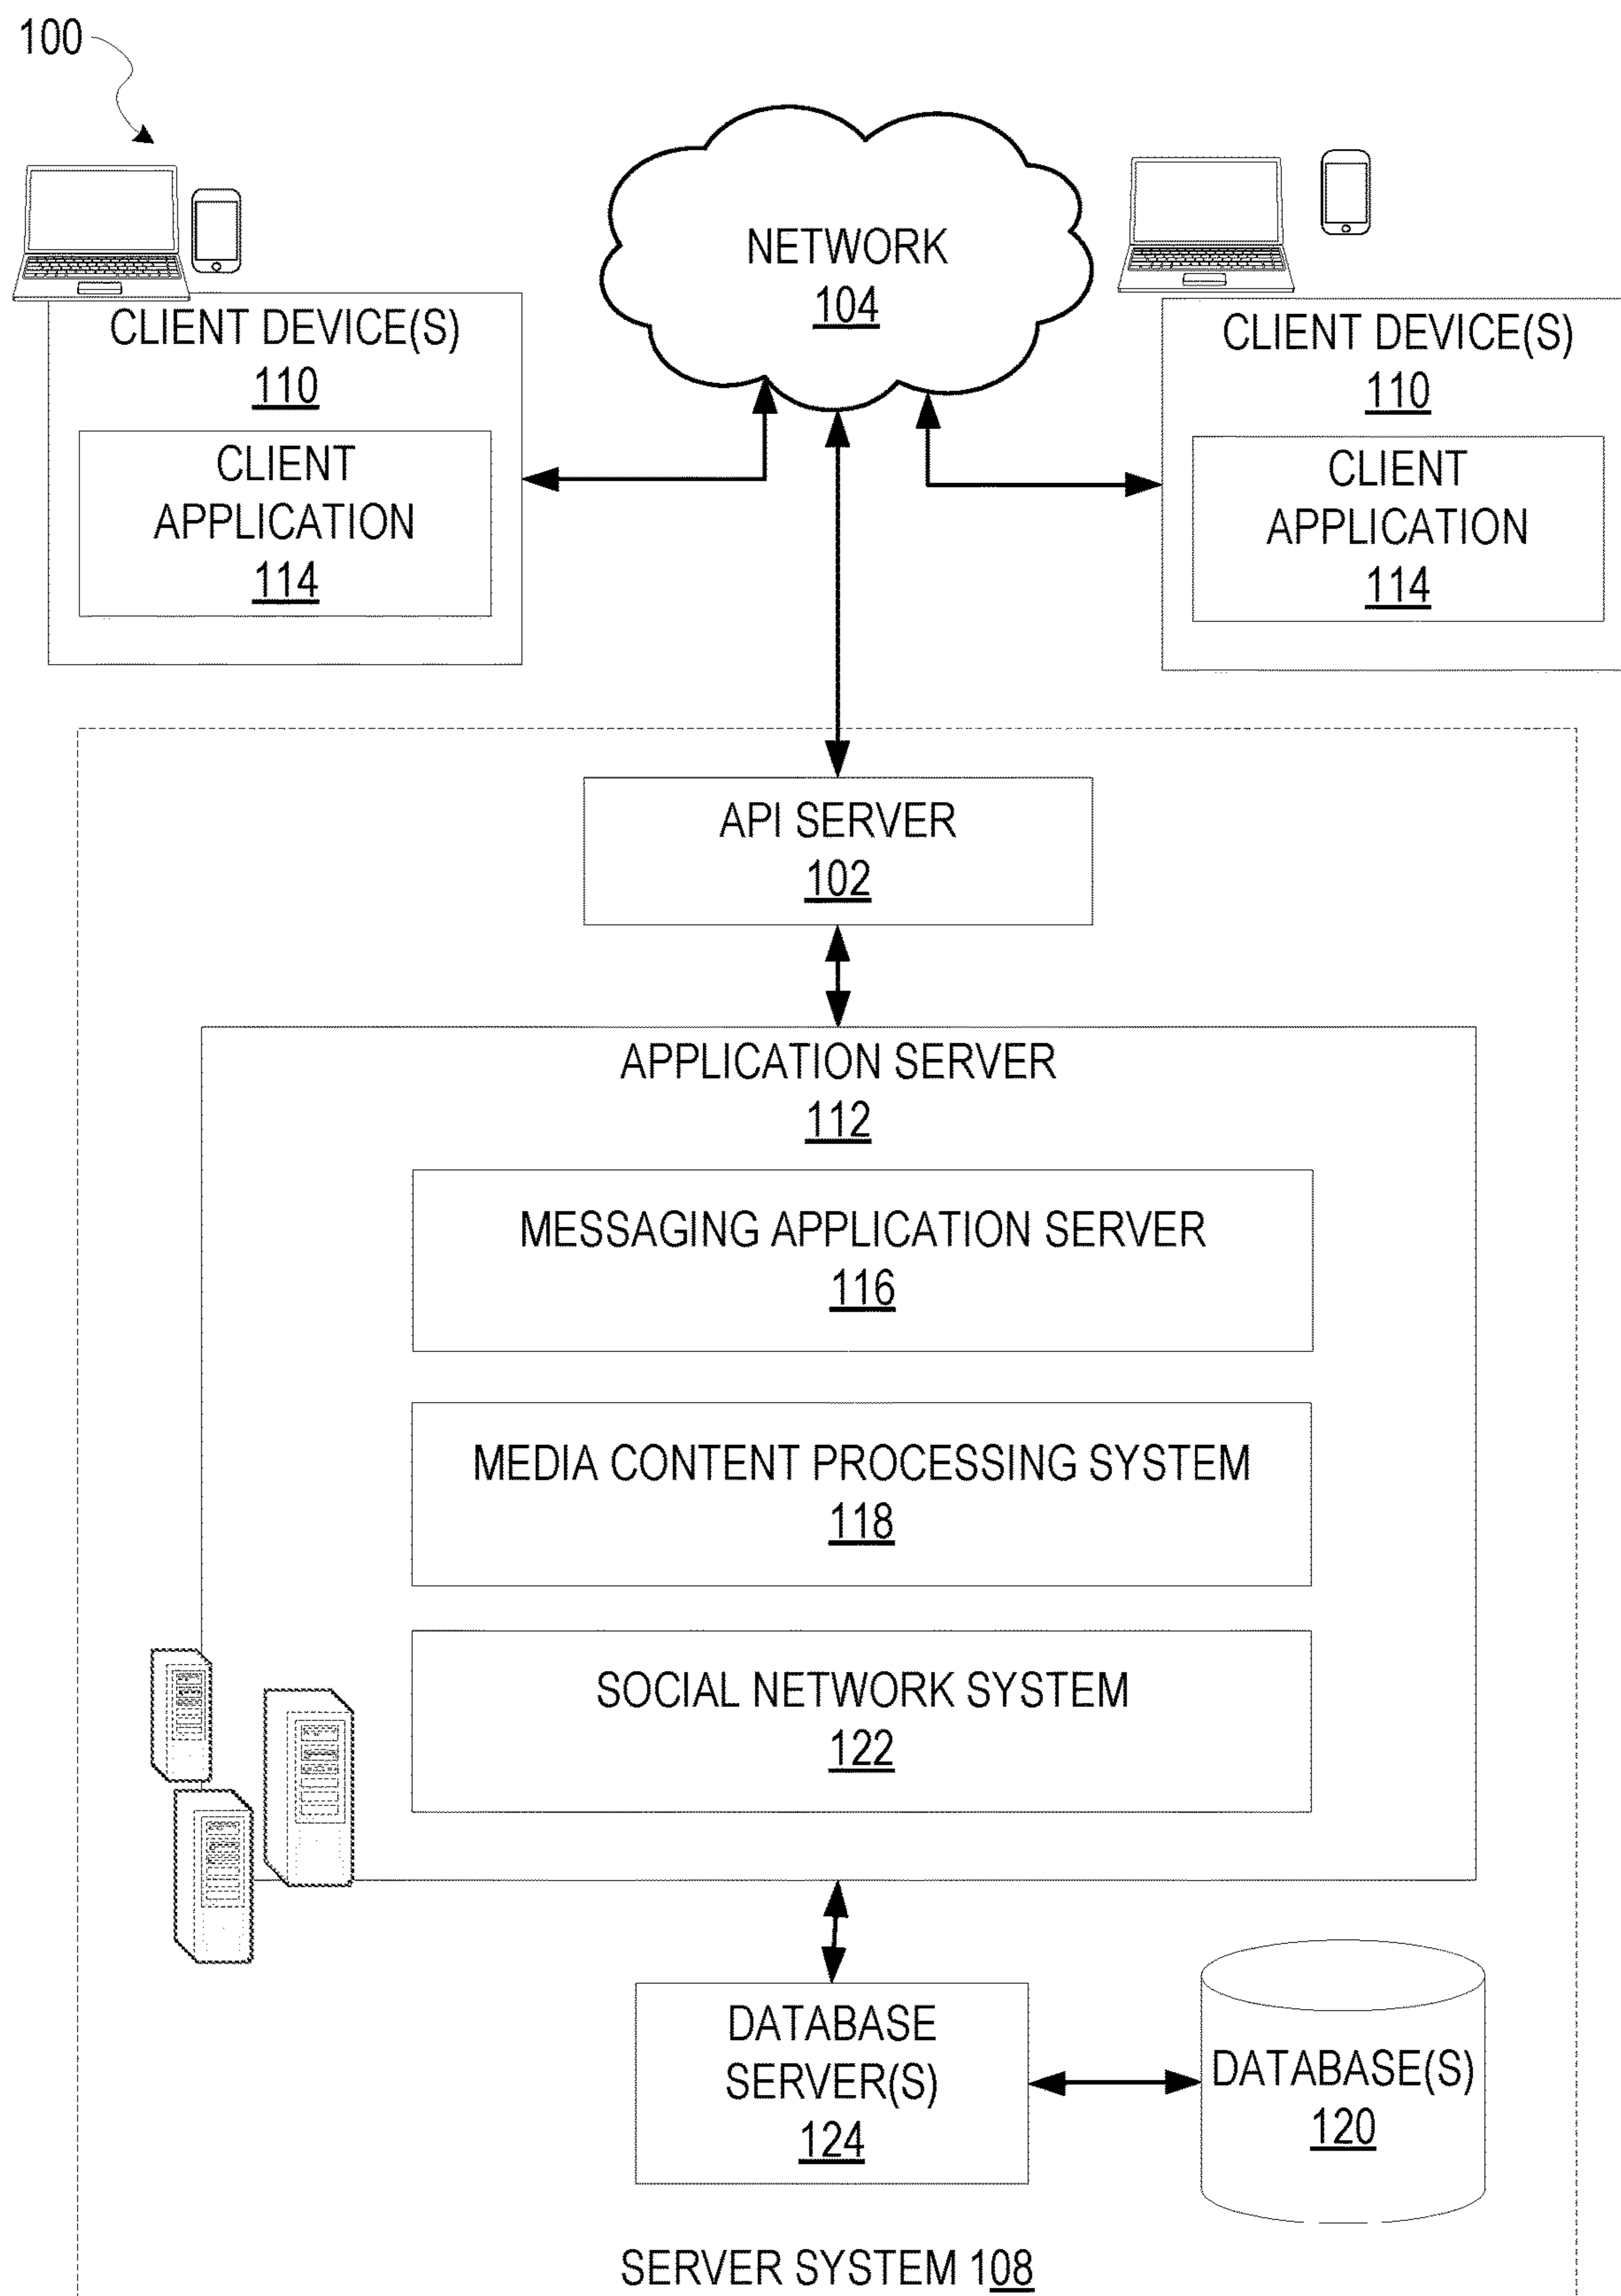 100
NETWORK
104
CLIENT DEVICE(S)
110
CLIENT
APPLICATION
114
CLIENT DEVICE(S)
110
CLIENT
APPLICATION
114
API SERVER
102
APPLICATION SERVER
112
MESSAGING APPLICATION SERVER
116
MEDIA CONTENT PROCESSING SYSTEM
118
SOCIAL NETWORK SYSTEM
122
DATABASE
SERVER(S)
124
DATABASE(S)
120
SERVER SYSTEM 108